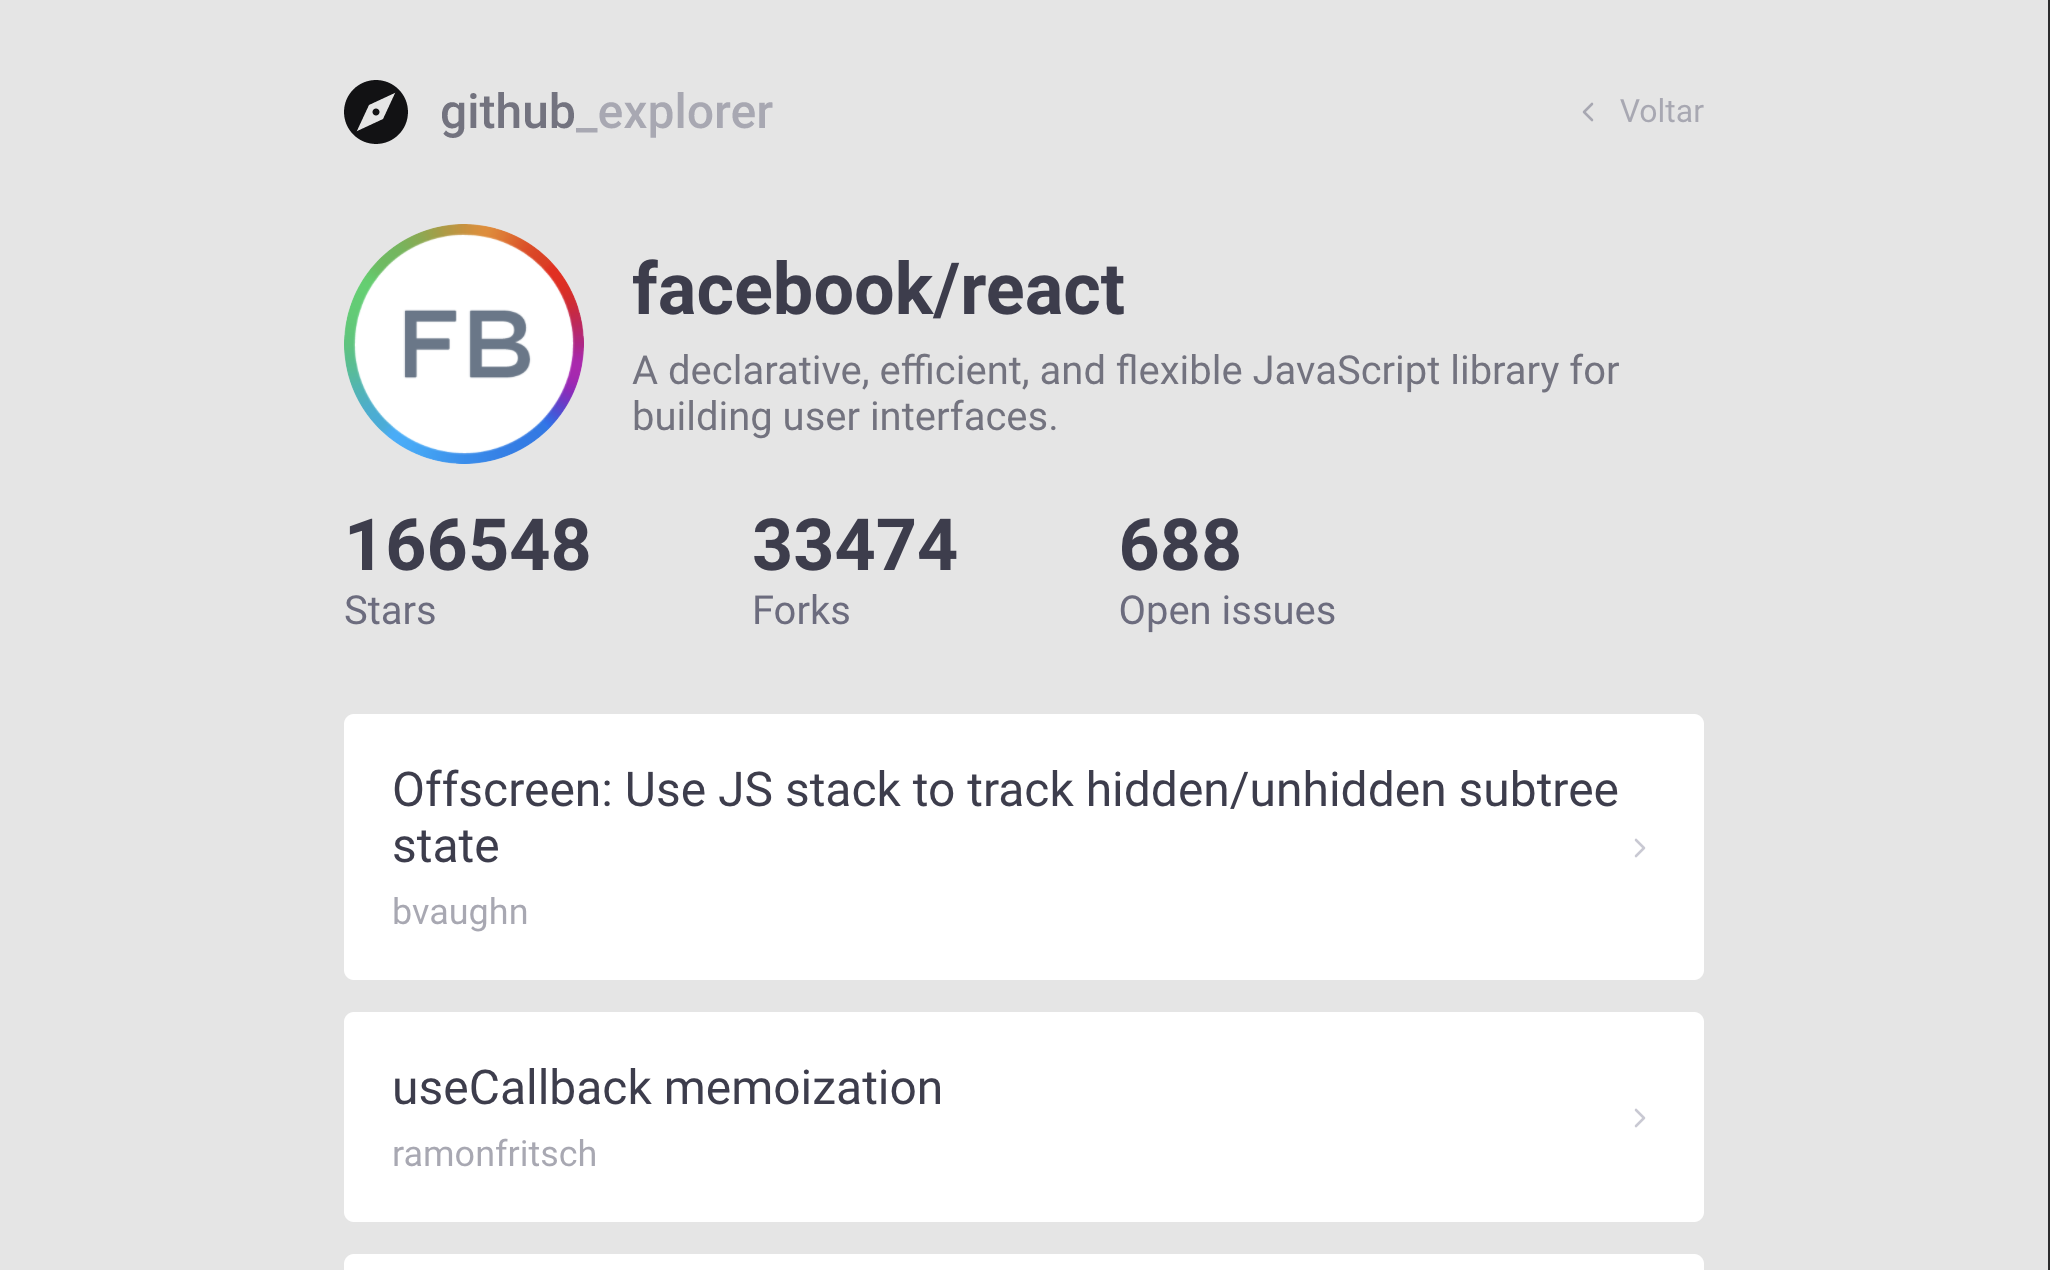 github_explorer
Voltar
FB
facebook/react
A declarative, efficient, and flexible JavaScript library for
building user interfaces.
166548
33474
688
Stars
Forks
Open issues
Offscreen: Use JS stack to track hidden/unhidden subtree
state
bvaughn
useCallback memoization
ramonfritsch